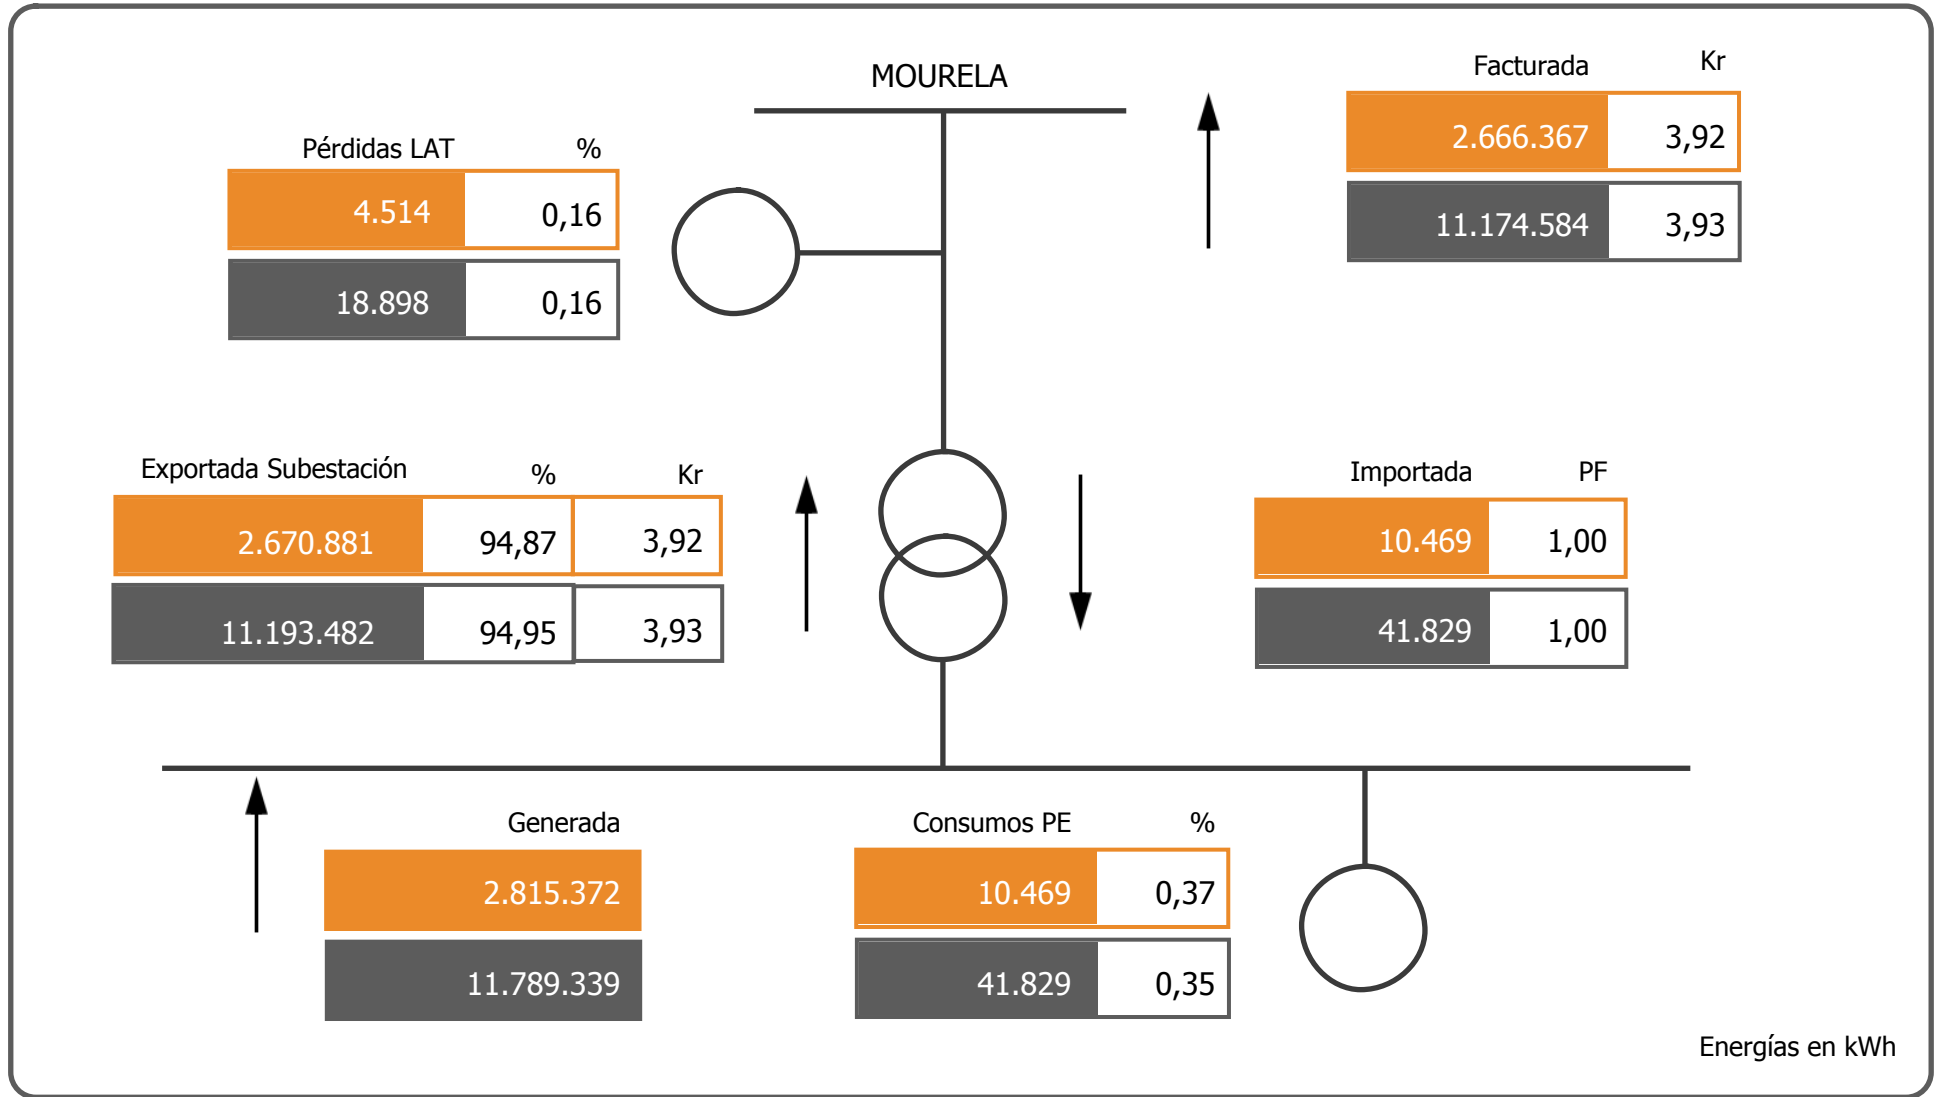 MOURELA
Facturada Kr
2.666.367 3,92
11.174.584 3,93
Pérdidas LAT %
4.514 0,16
18.898 0,16
Exportada Subestación % Kr
2.670.881 94,87 3,92
11.193.482 94,95 3,93
Importada PF
10.469 1,00
41.829 1,00
Generada
2.815.372
11.789.339
Consumos PE %
10.469 0,37
41.829 0,35
Energías en kWh